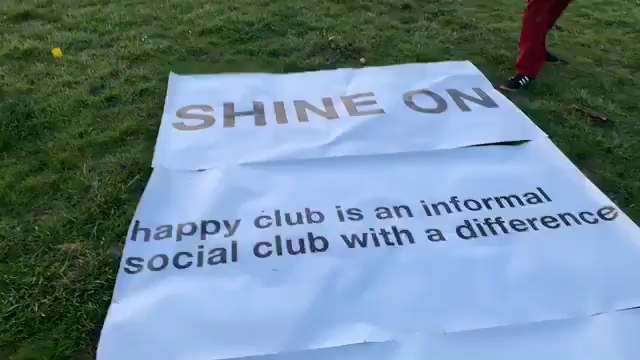 SHINE ON
happy club is an informal
social club with a difference